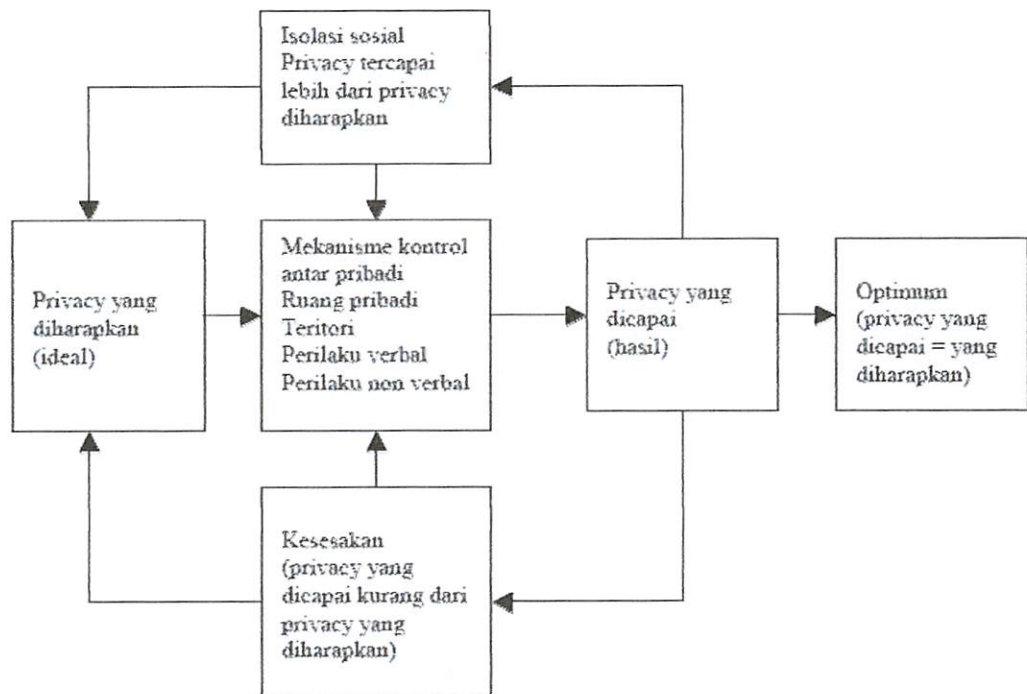 Isolasi sosial
Privacy tercapai
lebih dari privacy
diharapkan
Privacy yang
diharapkan
(ideal)
Mekanisme kontrol
antar pribadi
Ruang pribadi
Teritori
Perilaku verbal
Perilaku non verbal
Privacy yang
dicapai
(hasil)
Optimum
(privacy yang
dicapai = yang
diharapkan)
Kesesakan
(privacy yang
dicapai kurang dari
privacy yang
diharapkan)